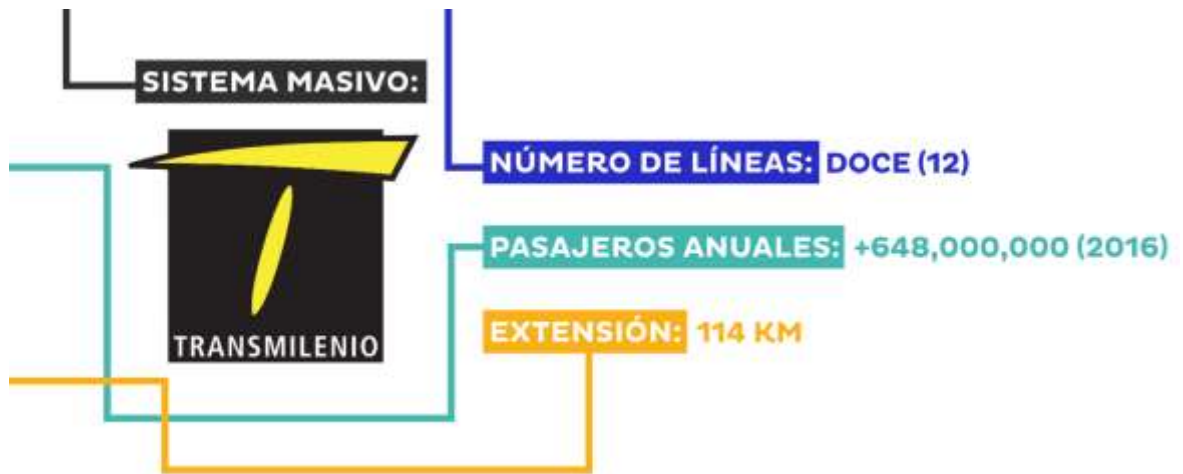 SISTEMA MASIVO:
TRANSMILENIO
NÚMERO DE LÍNEAS: DOCE (12)
PASAJEROS ANUALES: +648,000,000 (2016)
EXTENSIÓN: 114 KM